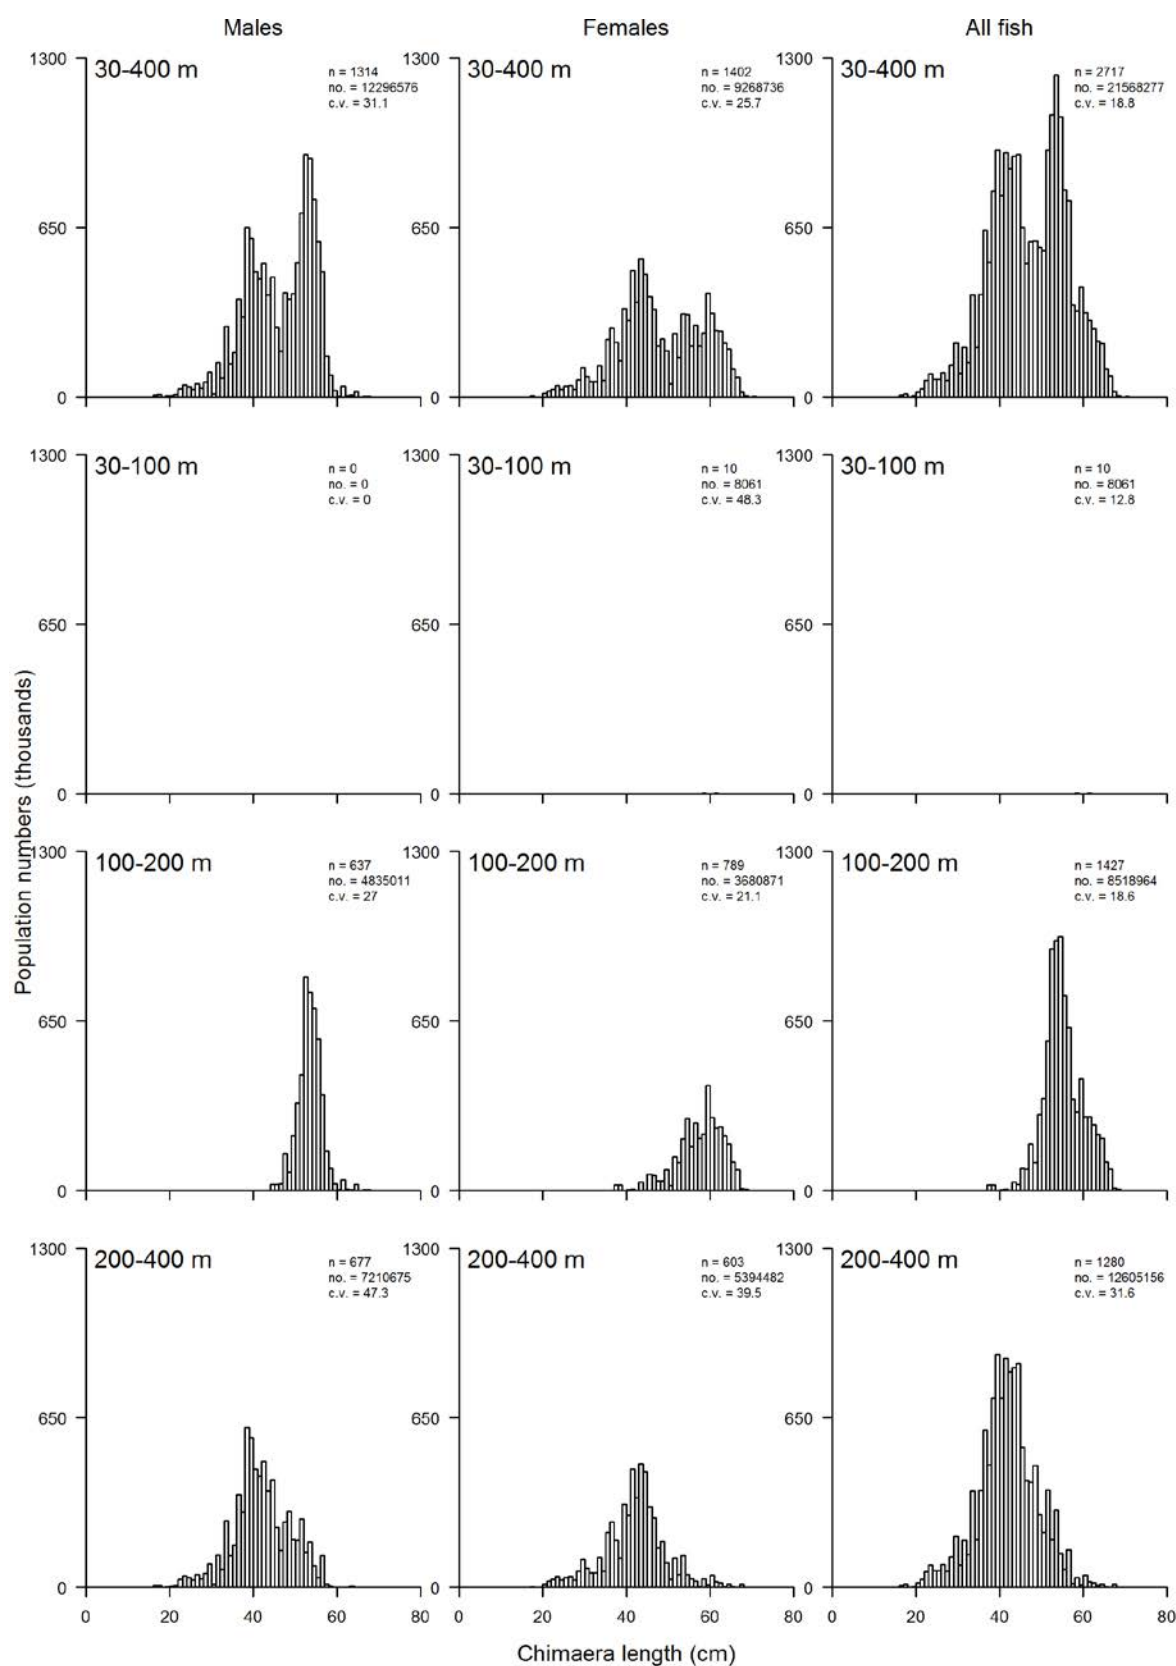 Males Females All fish
1300 30-400 m n = 1314 1300 30-400 m n = 1402 1300 30-400 m n = 2717
no. = 12296576 no. = 9268736 no. = 21568277
c.v. = 31.1 c.v. = 25.7 c.v. = 18.8
650 650 650
0 0 0
1300 30-100 m n = 0 1300 30-100 m n = 10 1300 30-100 m n = 10
no. = 0 no. = 8061 no. = 8061
c.v. = 0 c.v. = 48.3 c.v. = 12.8
650 650 650
0 0 0
Population numbers (thousands)
1300 100-200 m n = 637 1300 100-200 m n = 789 1300 100-200 m n = 1427
no. = 4835011 no. = 3680871 no. = 8518964
c.v. = 27 c.v. = 21.1 c.v. = 18.6
650 650 650
0 0 0
1300 200-400 m n = 677 1300 200-400 m n = 603 1300 200-400 m n = 1280
no. = 7210675 no. = 5394482 no. = 12605156
c.v. = 47.3 c.v. = 39.5 c.v. = 31.6
650 650 650
0 0 0
0 20 40 60 80 0 20 40 60 80 0 20 40 60 80
Chimaera length (cm)